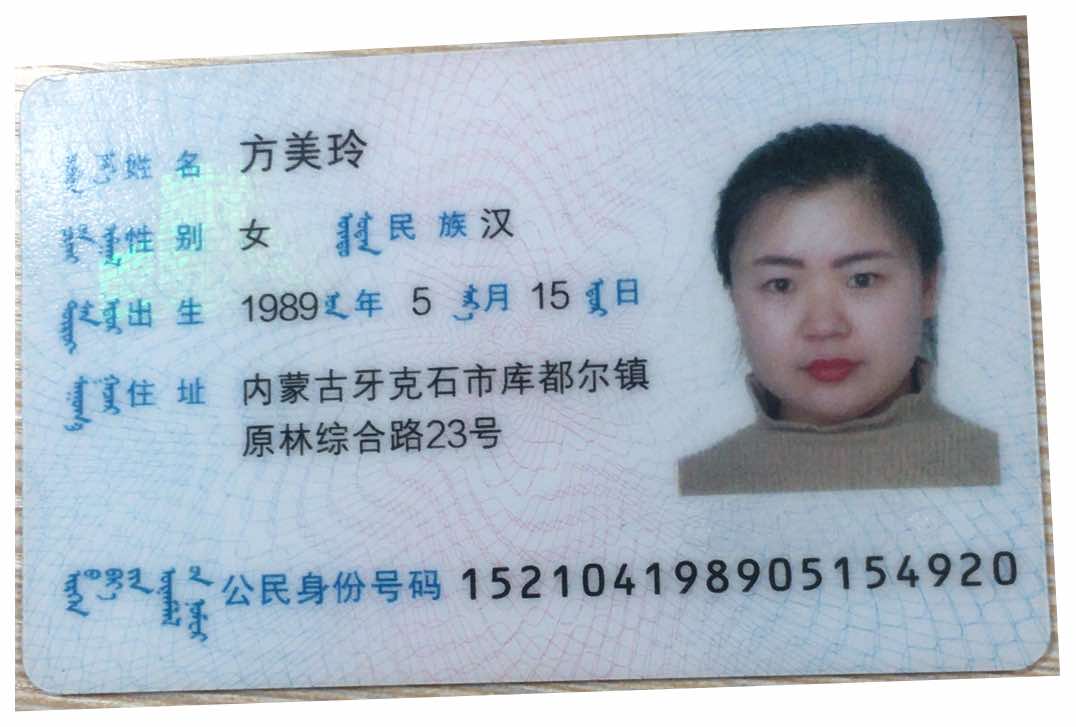 姓名 方美玲
性别 女 民族 汉
出生 1989年 5月 15日
住址 内蒙古牙克石市库都尔镇
原林综合路23号
公民身份号码 152104198905154920